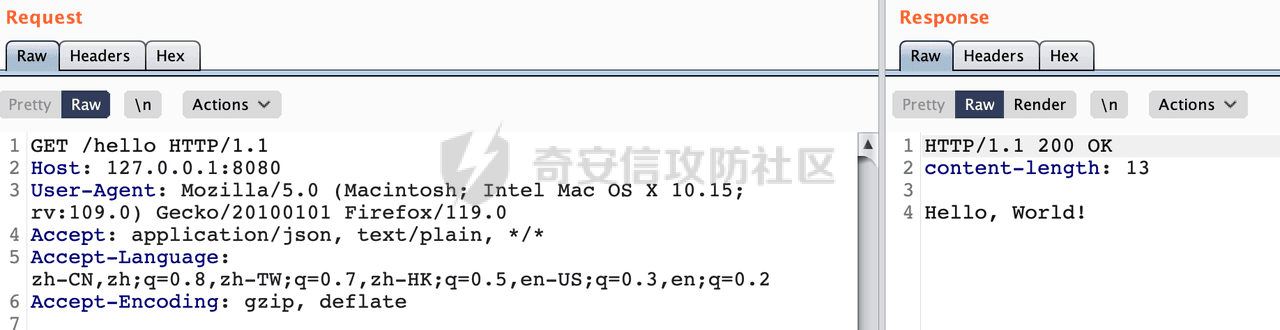 Request
Raw Headers Hex
Pretty Raw \n Actions
1 GET /hello HTTP/1.1
2 Host: 127.0.0.1:8080
3 User-Agent: Mozilla/5.0 (Macintosh; Intel Mac OS X 10.15;
rv:109.0) Gecko/20100101 Firefox/119.0
4 Accept: application/json, text/plain, */*
5 Accept-Language:
zh-CN,zh;q=0.8,zh-TW;q=0.7,zh-HK;q=0.5,en-US;q=0.3,en;q=0.2
6 Accept-Encoding: gzip, deflate
7
奇安信攻防社区
Response
Raw Headers Hex
Pretty Raw Render \n Actions
1 HTTP/1.1 200 OK
2 content-length: 13
3
4 Hello, World!